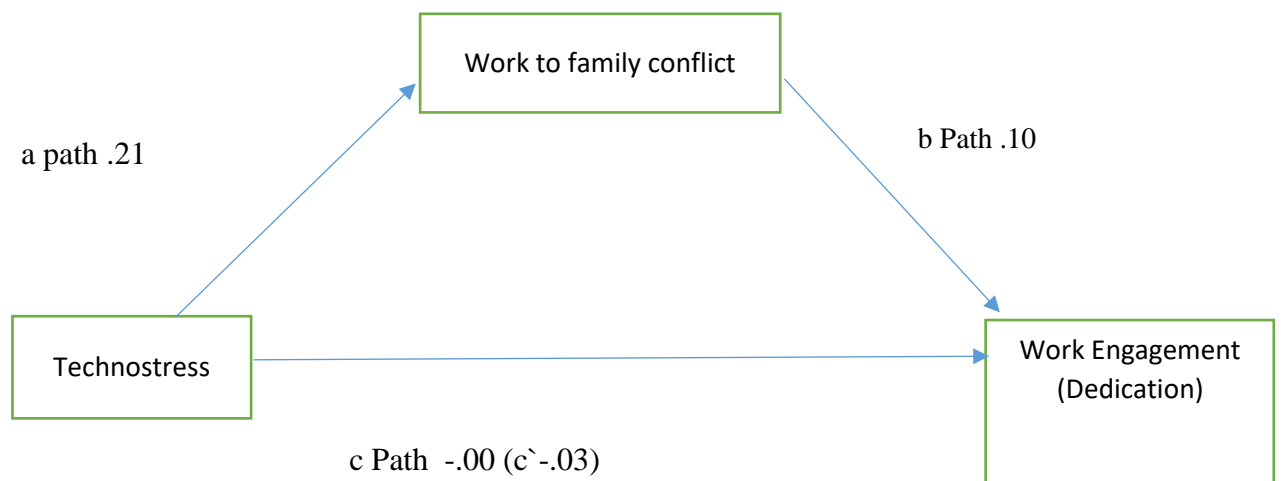 Work to family conflict
a path .21
b Path .10
Technostress
Work Engagement
(Dedication)
c Path -.00 (c`-.03)